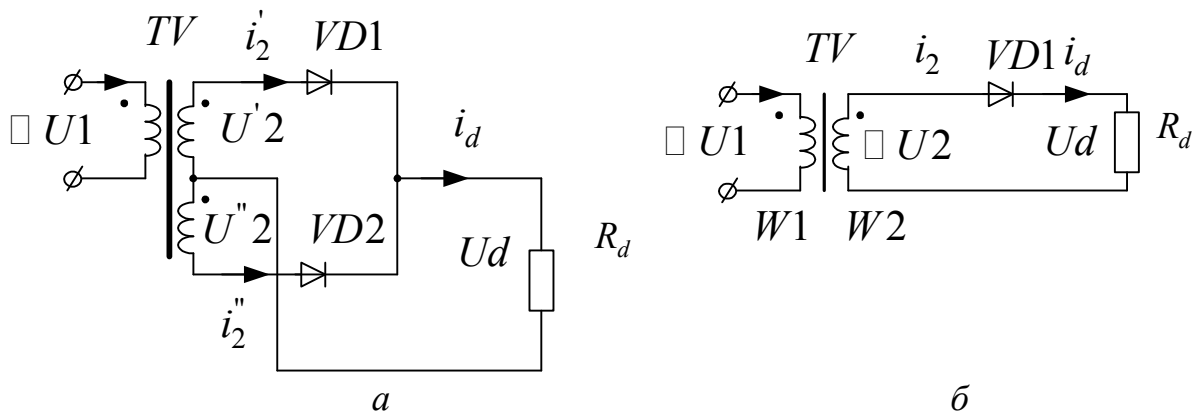 TV
i'₂
VD1
□ U1
U'2
i_d
U"2
VD2
Ud
R_d
i"₂
а
TV
i₂
VD1
i_d
□ U1
□ U2
Ud
R_d
W1
W2
б